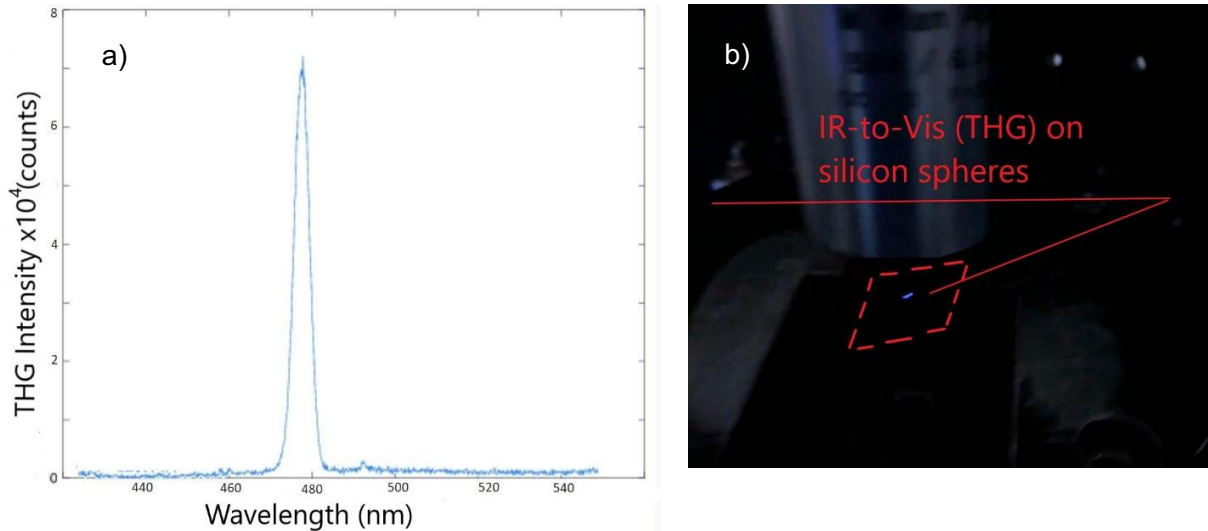 a)
8
6
4
2
0
THG Intensity x10⁴(counts)
440 460 480 500 520 540
Wavelength (nm)
b)
IR-to-Vis (THG) on
silicon spheres